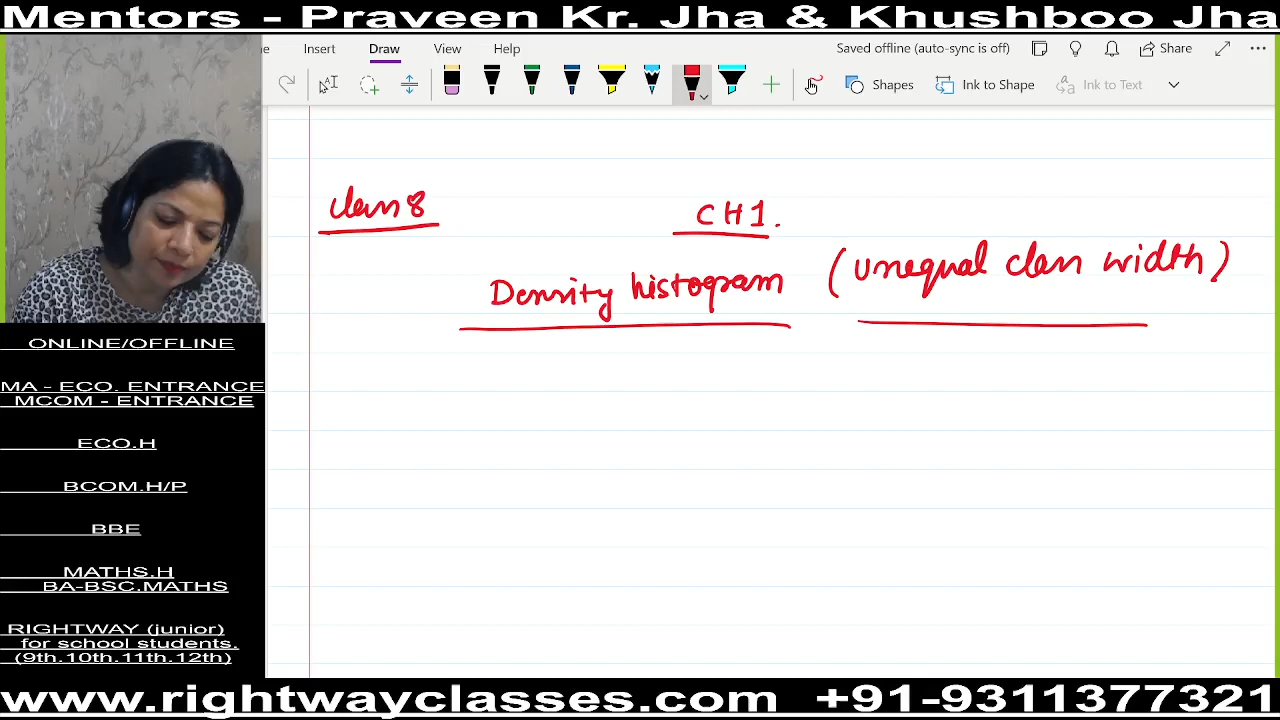 Mentors - Praveen Kr. Jha & Khushboo Jha
Insert Draw View Help
Saved offline (auto-sync is off) Share
Shapes Ink to Shape Ink to Text
Class 8
CH1.
Density histogram (unequal class width)
ONLINE/OFFLINE
MA - ECO. ENTRANCE
MCOM - ENTRANCE
ECO.H
BCOM.H/P
BBE
MATHS.H
BA-BSC.MATHS
RIGHTWAY (junior)
for school students.
(9th.10th.11th.12th)
www.rightwayclasses.com +91-9311377321